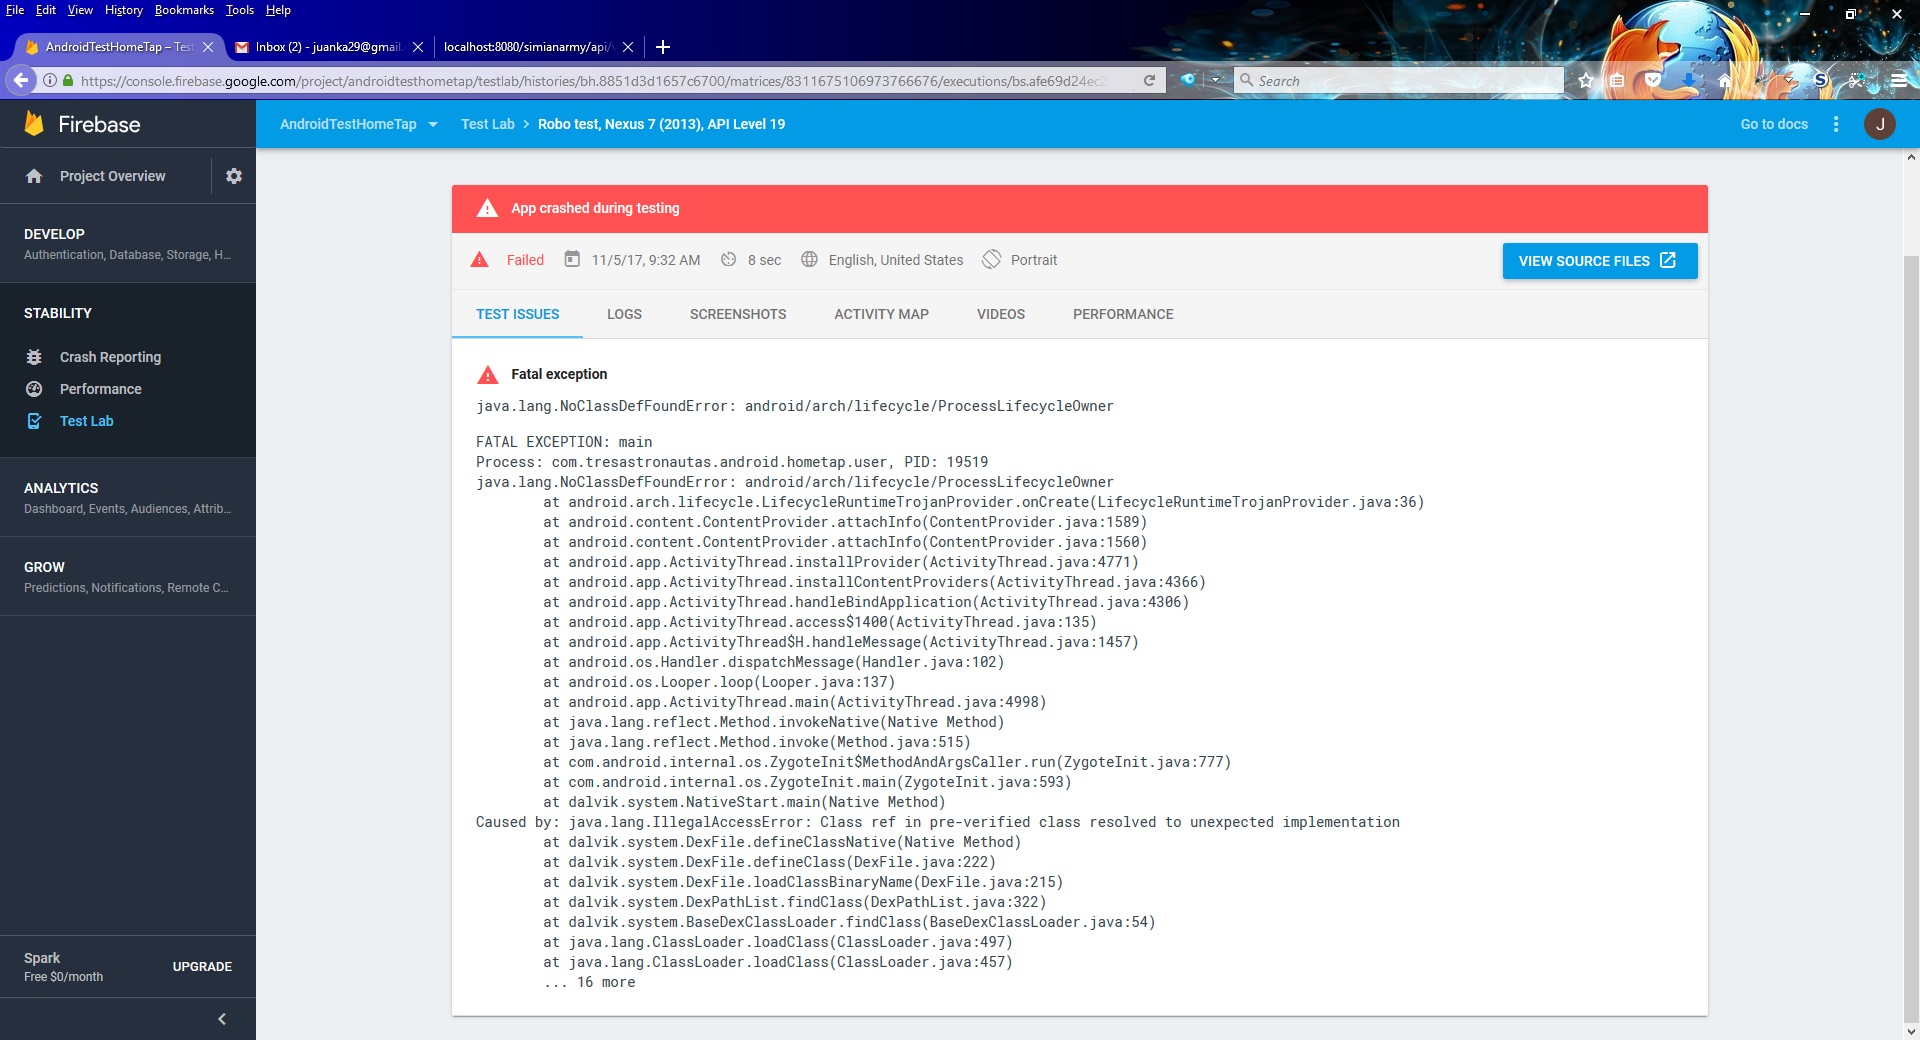 File Edit View History Bookmarks Tools Help
AndroidTestHomeTap – Test
Inbox (2) - juanka29@gmail.
localhost:8080/simianarmy/api/
https://console.firebase.google.com/project/androidtesthometap/testlab/histories/bh.8851d3d1657c6700/matrices/8311675106973766676/executions/bs.afe69d24ec2
Search
Firebase
AndroidTestHomeTap
Test Lab > Robo test, Nexus 7 (2013), API Level 19
Go to docs
J
Project Overview
DEVELOP
Authentication, Database, Storage, H...
STABILITY
Crash Reporting
Performance
Test Lab
ANALYTICS
Dashboard, Events, Audiences, Attrib...
GROW
Predictions, Notifications, Remote C...
Spark
Free $0/month
UPGRADE
App crashed during testing
Failed 11/5/17, 9:32 AM 8 sec English, United States Portrait
VIEW SOURCE FILES
TEST ISSUES LOGS SCREENSHOTS ACTIVITY MAP VIDEOS PERFORMANCE
Fatal exception
java.lang.NoClassDefFoundError: android/arch/lifecycle/ProcessLifecycleOwner
FATAL EXCEPTION: main
Process: com.tresastronautas.android.hometap.user, PID: 19519
java.lang.NoClassDefFoundError: android/arch/lifecycle/ProcessLifecycleOwner
at android.arch.lifecycle.LifecycleRuntimeTrojanProvider.onCreate(LifecycleRuntimeTrojanProvider.java:36)
at android.content.ContentProvider.attachInfo(ContentProvider.java:1589)
at android.content.ContentProvider.attachInfo(ContentProvider.java:1560)
at android.app.ActivityThread.installProvider(ActivityThread.java:4771)
at android.app.ActivityThread.installContentProviders(ActivityThread.java:4366)
at android.app.ActivityThread.handleBindApplication(ActivityThread.java:4306)
at android.app.ActivityThread.access$1400(ActivityThread.java:135)
at android.app.ActivityThread$H.handleMessage(ActivityThread.java:1457)
at android.os.Handler.dispatchMessage(Handler.java:102)
at android.os.Looper.loop(Looper.java:137)
at android.app.ActivityThread.main(ActivityThread.java:4998)
at java.lang.reflect.Method.invokeNative(Native Method)
at java.lang.reflect.Method.invoke(Method.java:515)
at com.android.internal.os.ZygoteInit$MethodAndArgsCaller.run(ZygoteInit.java:777)
at com.android.internal.os.ZygoteInit.main(ZygoteInit.java:593)
at dalvik.system.NativeStart.main(Native Method)
Caused by: java.lang.IllegalAccessError: Class ref in pre-verified class resolved to unexpected implementation
at dalvik.system.DexFile.defineClassNative(Native Method)
at dalvik.system.DexFile.defineClass(DexFile.java:222)
at dalvik.system.DexFile.loadClassBinaryName(DexFile.java:215)
at dalvik.system.DexPathList.findClass(DexPathList.java:322)
at dalvik.system.BaseDexClassLoader.findClass(BaseDexClassLoader.java:54)
at java.lang.ClassLoader.loadClass(ClassLoader.java:497)
at java.lang.ClassLoader.loadClass(ClassLoader.java:457)
... 16 more